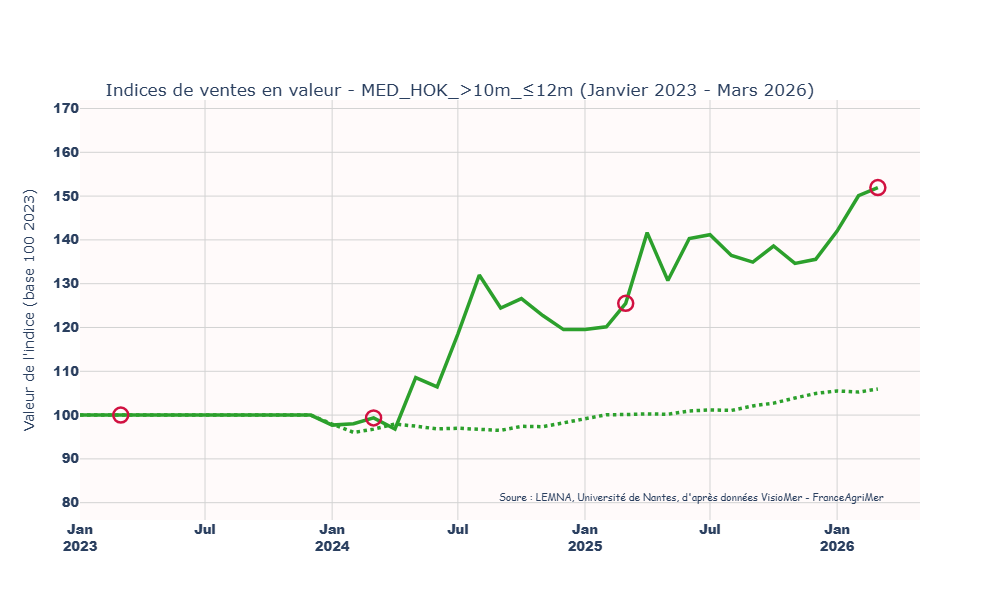 Indices de ventes en valeur - MED_HOK_>10m_≤12m (Janvier 2023 - Mars 2026)
Valeur de l'indice (base 100 2023)
170
160
150
140
130
120
110
100
90
80
Soure : LEMNA, Université de Nantes, d'après données VisioMer - FranceAgriMer
Jan Jul Jan Jul Jan Jul Jan
2023 2024 2025 2026